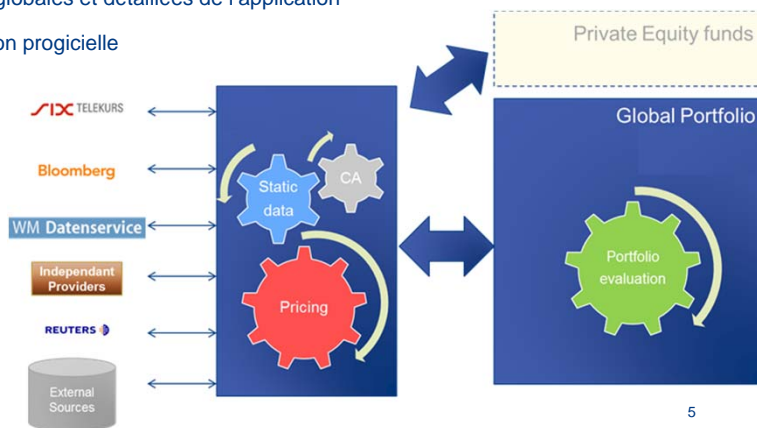 globales et détaillées de l'application
on progicielle
Private Equity funds
Global Portfolio
SIX TELEKURS
Bloomberg
WM Datenservice
Independant
Providers
REUTERS
External
Sources
Static
data
CA
Pricing
Portfolio
evaluation
5